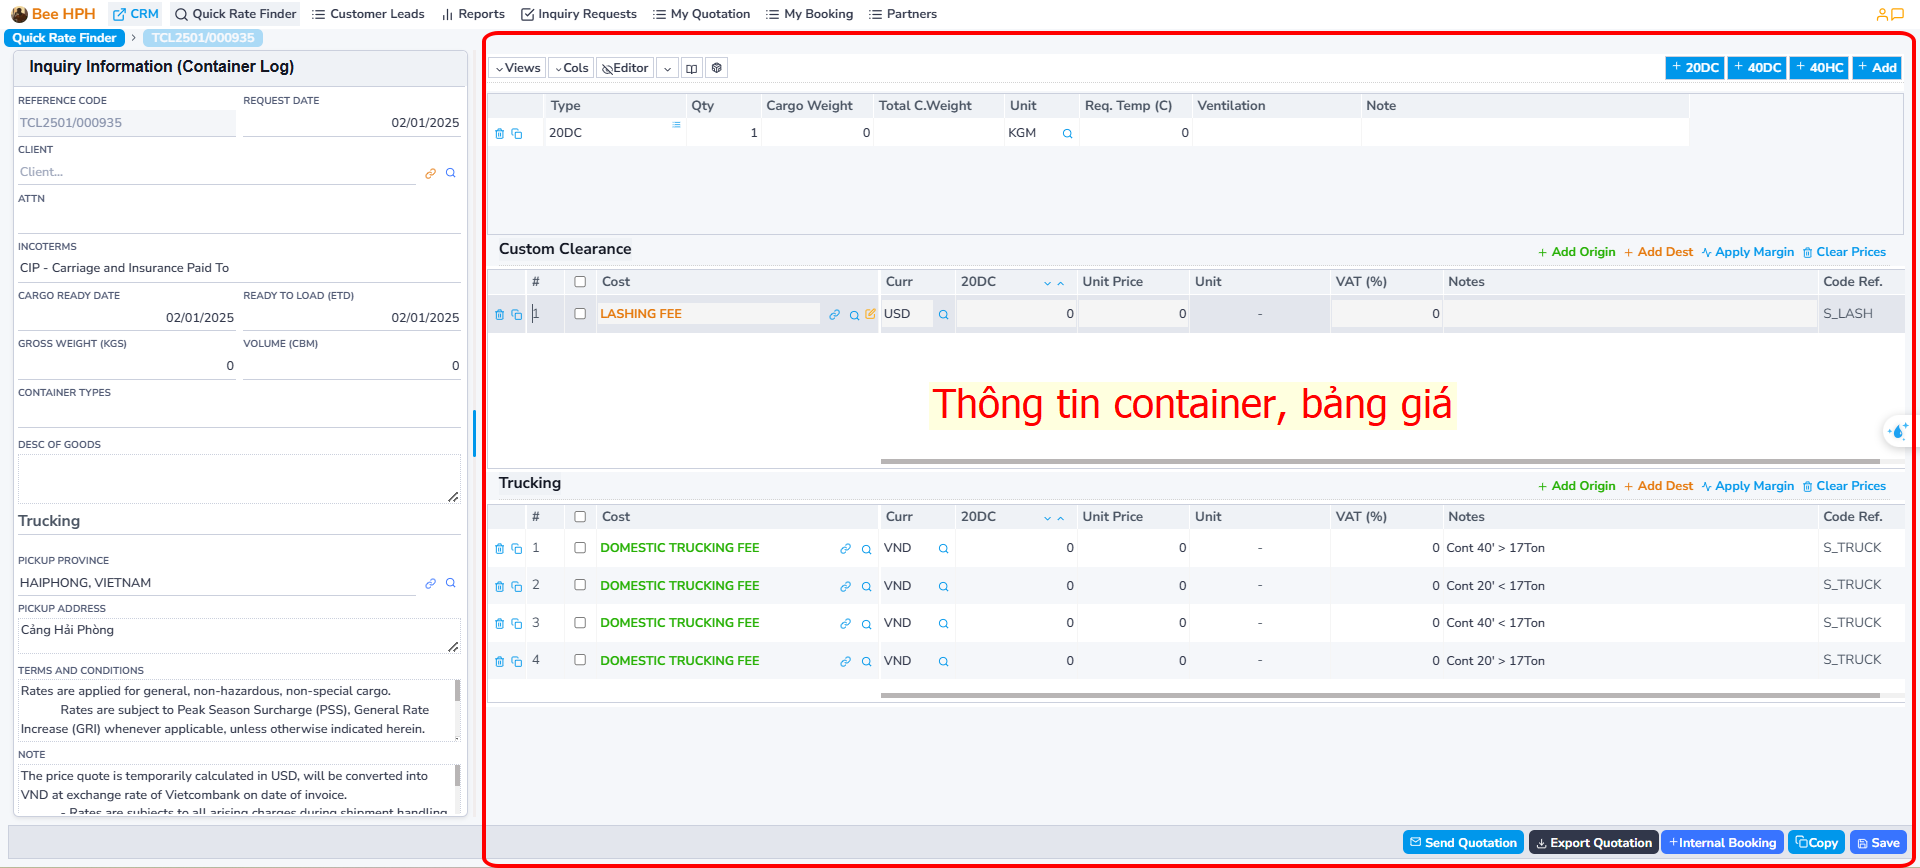 Bee HPH
CRM
Quick Rate Finder
Customer Leads
Reports
Inquiry Requests
My Quotation
My Booking
Partners
Quick Rate Finder > TCL2501/000935
Inquiry Information (Container Log)
REFERENCE CODE
TCL2501/000935
REQUEST DATE
02/01/2025
CLIENT
Client...
ATTN
INCOTERMS
CIP - Carriage and Insurance Paid To
CARGO READY DATE
02/01/2025
READY TO LOAD (ETD)
02/01/2025
GROSS WEIGHT (KGS)
0
VOLUME (CBM)
0
CONTAINER TYPES
DESC OF GOODS
Trucking
PICKUP PROVINCE
HAIPHONG, VIETNAM
PICKUP ADDRESS
Cảng Hải Phòng
TERMS AND CONDITIONS
Rates are applied for general, non-hazardous, non-special cargo.
Rates are subject to Peak Season Surcharge (PSS), General Rate
Increase (GRI) whenever applicable, unless otherwise indicated herein.
NOTE
The price quote is temporarily calculated in USD, will be converted into
VND at exchange rate of Vietcombank on date of invoice.
- Rates are subjects to all arising charges during shipment handling
Views Cols Editor
+ 20DC + 40DC + 40HC + Add
Type Qty Cargo Weight Total C.Weight Unit Req. Temp (C) Ventilation Note
20DC 1 0 KGM 0
Custom Clearance
+ Add Origin + Add Dest Apply Margin Clear Prices
# Cost Curr 20DC Unit Price Unit VAT (%) Notes Code Ref.
1 LASHING FEE USD 0 0 - 0 S_LASH
Thông tin container, bảng giá
Trucking
+ Add Origin + Add Dest Apply Margin Clear Prices
# Cost Curr 20DC Unit Price Unit VAT (%) Notes Code Ref.
1 DOMESTIC TRUCKING FEE VND 0 0 - 0 Cont 40' > 17Ton S_TRUCK
2 DOMESTIC TRUCKING FEE VND 0 0 - 0 Cont 20' < 17Ton S_TRUCK
3 DOMESTIC TRUCKING FEE VND 0 0 - 0 Cont 40' < 17Ton S_TRUCK
4 DOMESTIC TRUCKING FEE VND 0 0 - 0 Cont 20' > 17Ton S_TRUCK
Send Quotation
Export Quotation
+Internal Booking
Copy
Save